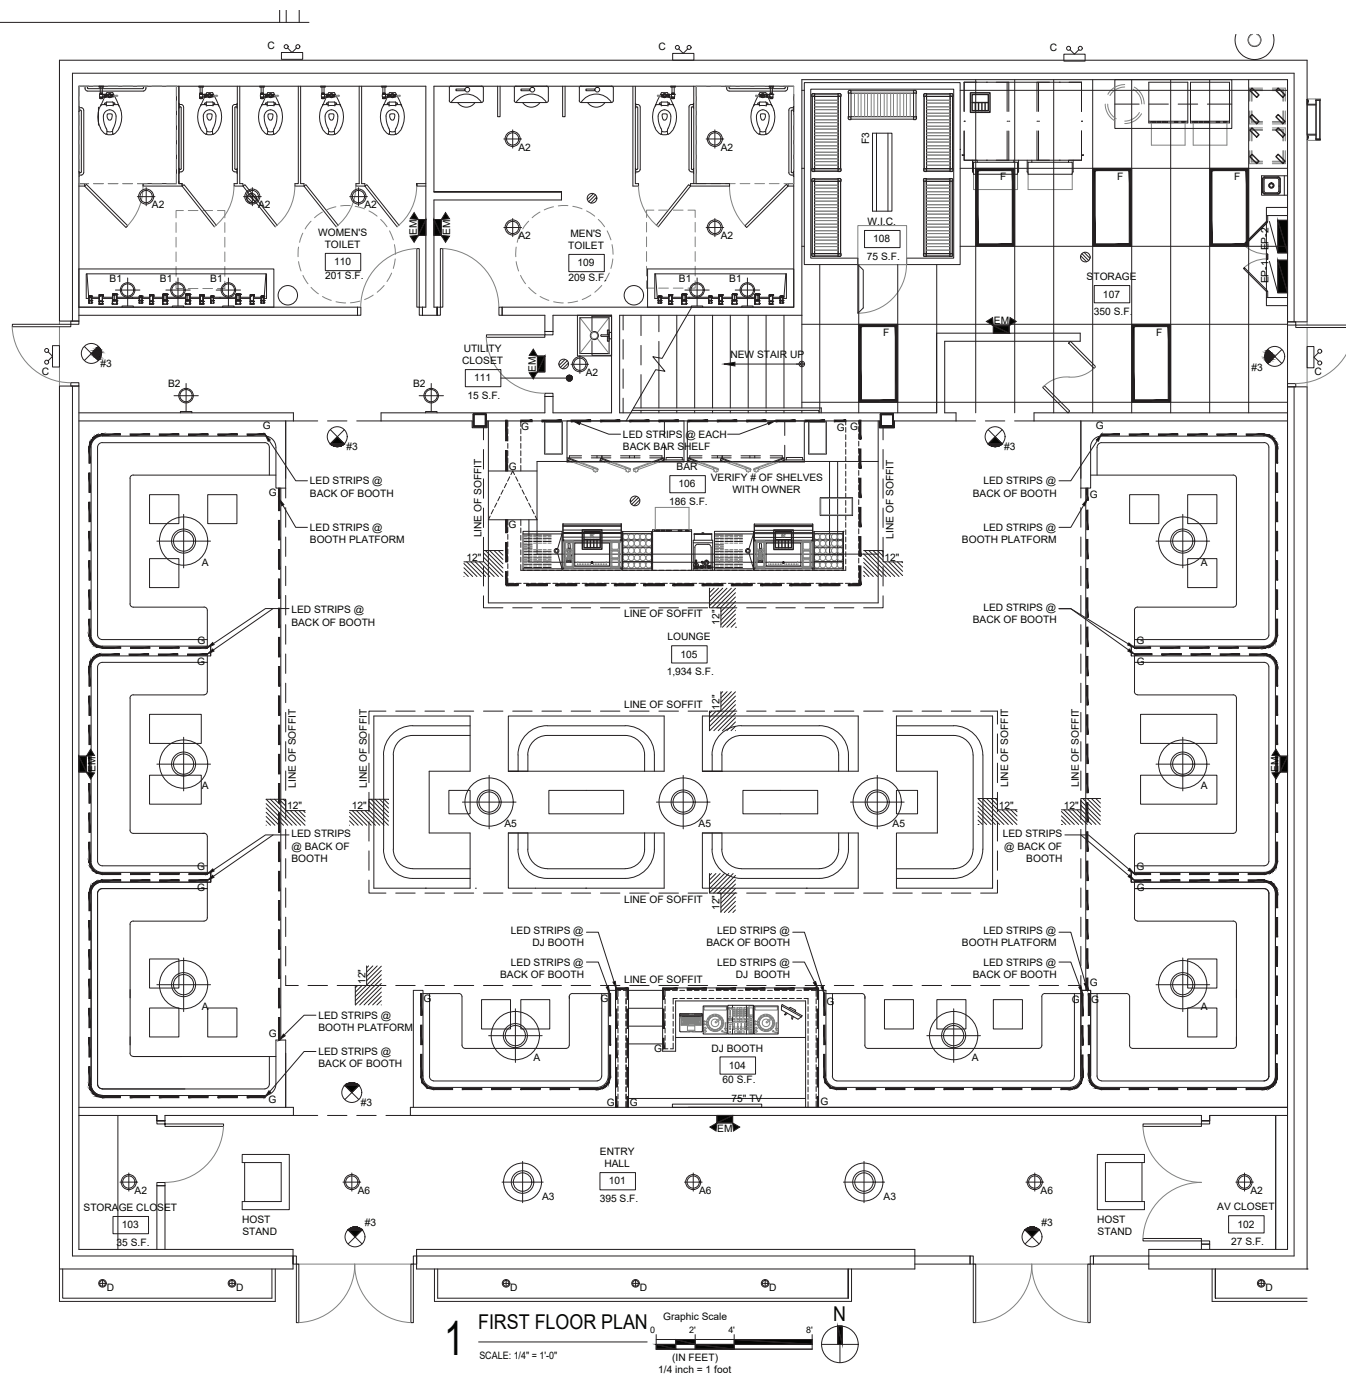 C
C
C
A2
A2
F3
F
F
F
A2
A2
A2
A2
A2
EM
EM
WOMEN'S
TOILET
110
201 S.F.
MEN'S
TOILET
109
209 S.F.
W.I.C.
108
75 S.F.
STORAGE
107
350 S.F.
EP-1
EP-2
B1
B1
B1
B1
B1
EM
F
F
#3
C
UTILITY
CLOSET
111
15 S.F.
EM
A2
NEW STAIR UP
#3
C
B2
B2
G
#3
G
LED STRIPS @ EACH
BACK BAR SHELF
G
G
#3
G
LED STRIPS @
BACK OF BOOTH
G
LINE OF SOFFIT
G
BAR
106
186 S.F.
VERIFY # OF SHELVES
WITH OWNER
LINE OF SOFFIT
LED STRIPS @
BACK OF BOOTH
G
LED STRIPS @
BOOTH PLATFORM
G
LED STRIPS @
BOOTH PLATFORM
A
12"
12"
A
LED STRIPS @
BACK OF BOOTH
LINE OF SOFFIT
12"
LED STRIPS @
BACK OF BOOTH
G
G
LOUNGE
105
1,934 S.F.
G
G
LINE OF SOFFIT
12"
LINE OF SOFFIT
LINE OF SOFFIT
LINE OF SOFFIT
LINE OF SOFFIT
EM
A
EM
A
12"
12"
A5
A5
A5
12"
12"
LED STRIPS
@ BACK OF
BOOTH
LED STRIPS
@ BACK OF
BOOTH
G
G
G
G
LINE OF SOFFIT
12"
LED STRIPS @
DJ BOOTH
LED STRIPS @
BACK OF BOOTH
LED STRIPS @
BOOTH PLATFORM
LED STRIPS @
BACK OF BOOTH
LED STRIPS @
DJ BOOTH
LED STRIPS @
BACK OF BOOTH
12"
LINE OF SOFFIT
A
G
G
G
G
G
A
LED STRIPS @
BOOTH PLATFORM
G
LED STRIPS @
BACK OF BOOTH
A
G
DJ BOOTH
104
60 S.F.
A
G
#3
G
G
75" TV
G
EM
ENTRY
HALL
101
395 S.F.
A2
A6
A3
A6
A3
A6
A2
STORAGE CLOSET
103
35 S.F.
HOST
STAND
#3
#3
HOST
STAND
AV CLOSET
102
27 S.F.
D
D
D
D
D
D
1
FIRST FLOOR PLAN
SCALE: 1/4" = 1'-0"
Graphic Scale
0
2'
4'
8'
(IN FEET)
1/4 inch = 1 foot
N